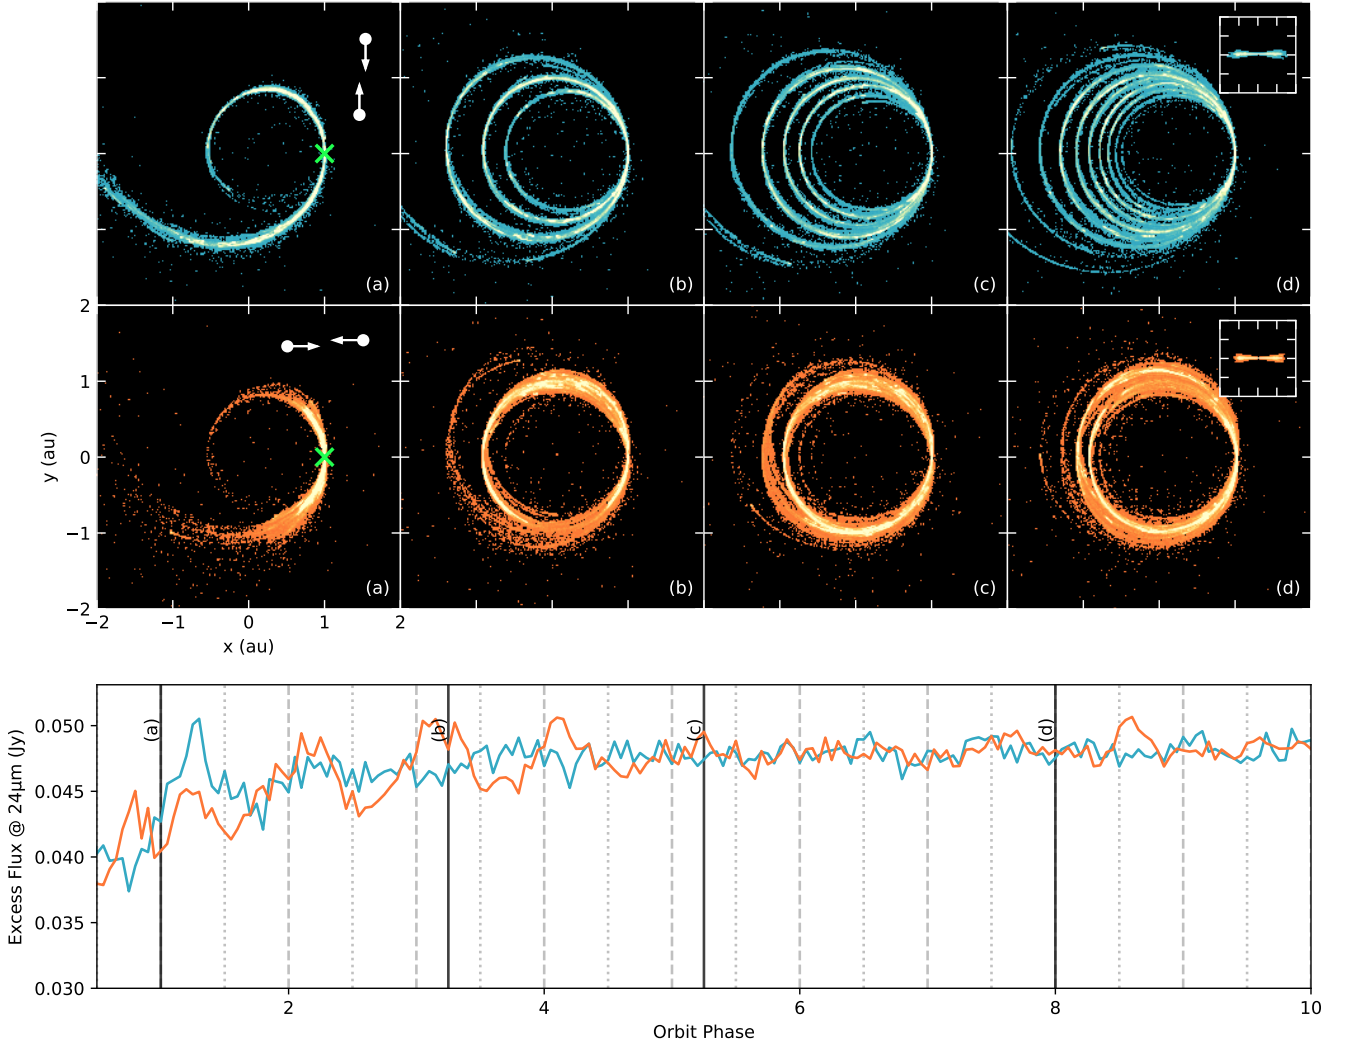 (a)
(b)
(c)
(d)
2
1
0
−1
−2
y (au)
(a)
(b)
(c)
(d)
−2 −1 0 1 2
x (au)
0.050
0.045
0.040
0.035
0.030
Excess Flux @ 24μm (Jy)
(a)
(b)
(c)
(d)
2 4 6 8 10
Orbit Phase